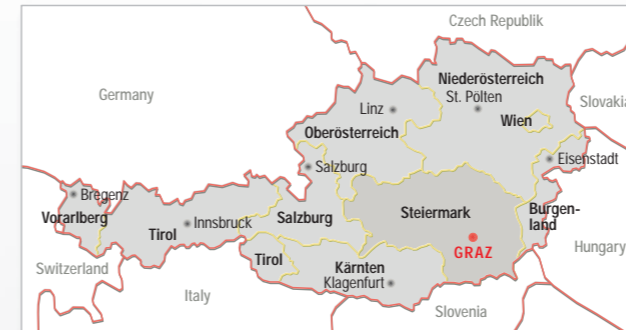 Czech Republik
Niederösterreich
Germany
St. Pölten
Linz
Slovakia
Wien
Oberösterreich
Eisenstadt
Salzburg
Bregenz
Vorarlberg
Innsbruck
Salzburg
Steiermark
Burgen-
land
Tirol
GRAZ
Hungary
Tirol
Kärnten
Switzerland
Klagenfurt
Italy
Slovenia